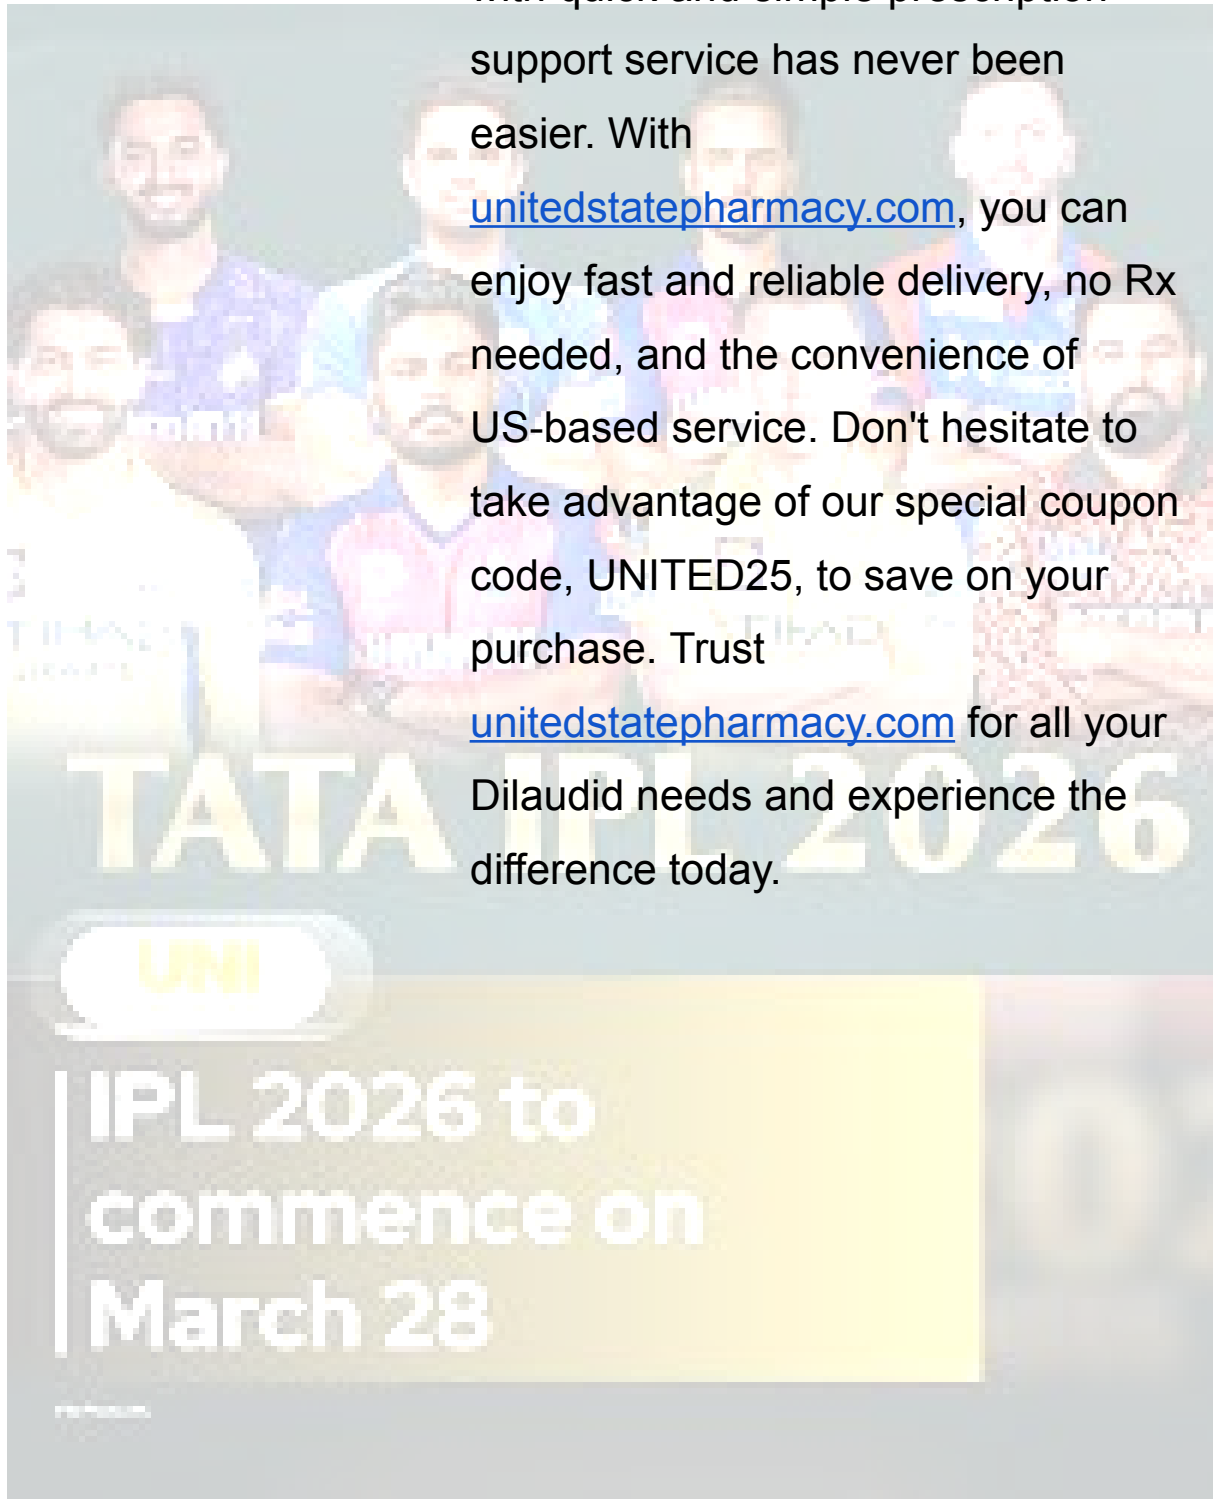 support service has never been
easier. With
unitedstatepharmacy.com, you can
enjoy fast and reliable delivery, no Rx
needed, and the convenience of
US-based service. Don't hesitate to
take advantage of our special coupon
code, UNITED25, to save on your
purchase. Trust
unitedstatepharmacy.com for all your
Dilaudid needs and experience the
difference today.
TATA IPL 2026
UNI
IPL 2026 to
commence on
March 28